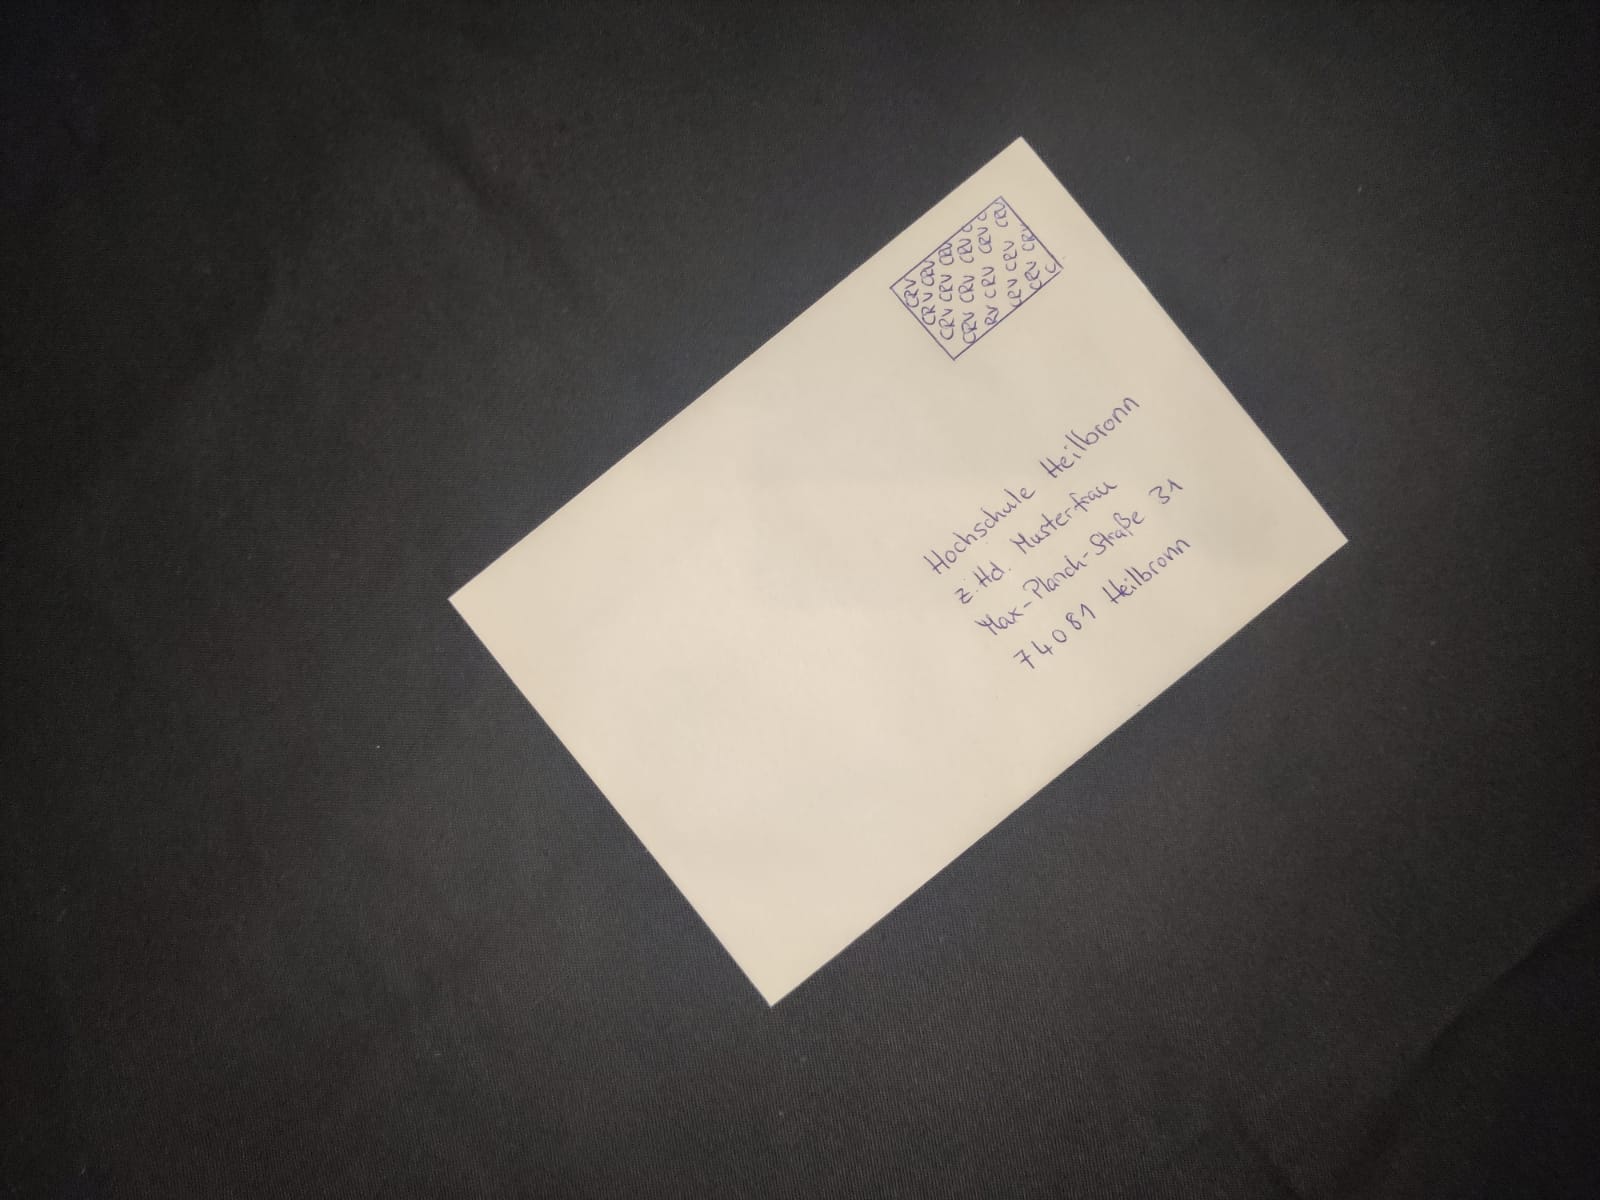 CRV
CRV CRV
CRV CRV CRV
CRV CRV CRV C
RV CRV CRV C
CRV CRV CRV
CRV CRV
C
Hochschule Heilbronn
z. Hd. Musterfrau
Max-Planck-Straße 31
74081 Heilbronn